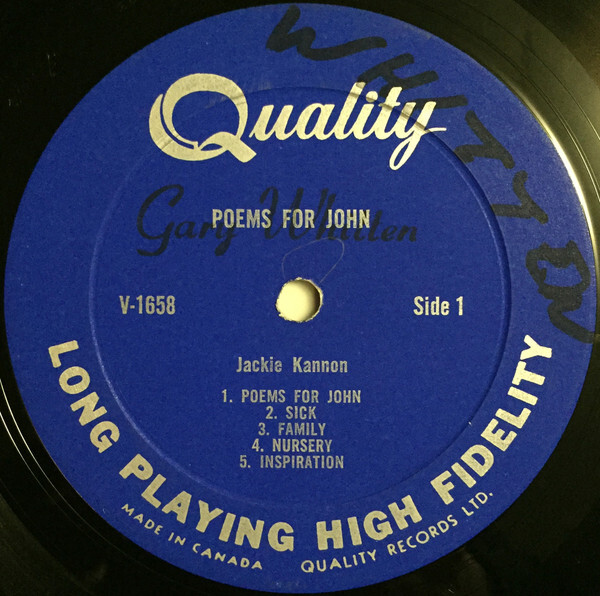 Quality
POEMS FOR JOHN
Gary Whitten
V-1658
Side 1
Jackie Kannon
1. POEMS FOR JOHN
2. SICK
3. FAMILY
4. NURSERY
5. INSPIRATION
LONG PLAYING HIGH FIDELITY
MADE IN CANADA
QUALITY RECORDS LTD.